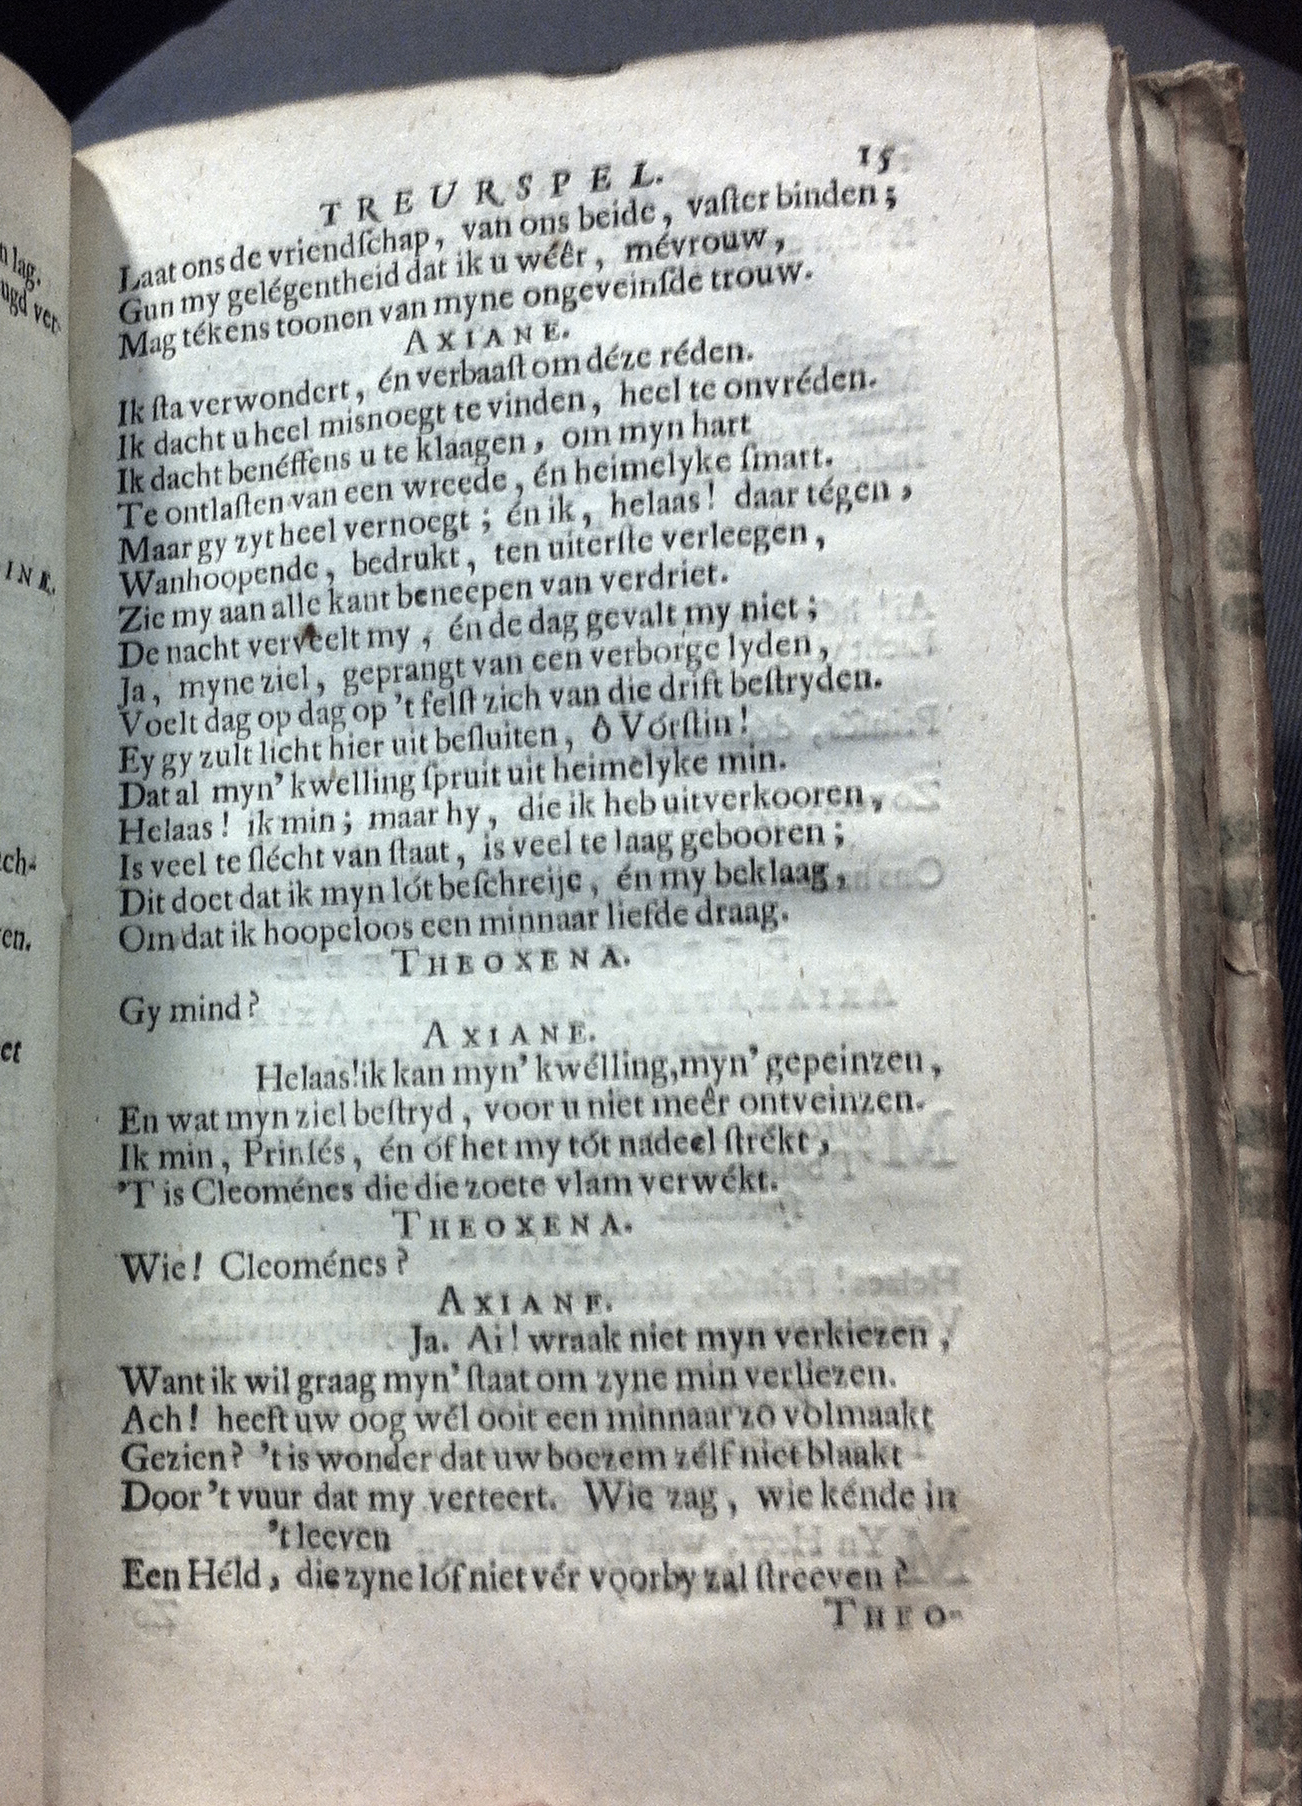 n lag.
ugd ver-
INE.
ch-
en.
et
TREURSPEL. 15
Laat ons de vriendſchap, van ons beide, vaſter binden;
Gun my gelégentheid dat ik u wéêr, mévrouw,
Mag tékens toonen van myne ongeveinſde trouw.
AXIANE.
Ik ſta verwondert, én verbaaſt om déze réden.
Ik dacht u heel misnoegt te vinden, heel te onvréden.
Ik dacht benéffens u te klaagen, om myn hart
Te ontlaſten van een wreede, én heimelyke ſmart.
Maar gy zyt heel vernoegt; én ik, helaas! daar tégen,
Wanhoopende, bedrukt, ten uiterſte verleegen,
Zie my aan alle kant beneepen van verdriet.
De nacht verveelt my, én de dag gevalt my niet;
Ja, myne ziel, geprangt van een verborge lyden,
Voelt dag op dag op 't felſt zich van die drift beſtryden.
Ey gy zult licht hier uit beſluiten, ô Vórſtin!
Dat al myn' kwelling ſpruit uit heimelyke min.
Helaas! ik min; maar hy, die ik heb uitverkooren,
Is veel te ſlécht van ſtaat, is veel te laag gebooren;
Dit doet dat ik myn lót beſchreije, én my beklaag,
Om dat ik hoopeloos een minnaar liefde draag.
THEOXENA.
Gy mind?
AXIANE.
Helaas! ik kan myn' kwélling, myn' gepeinzen,
En wat myn ziel beſtryd, voor u niet meêr ontveinzen.
Ik min, Prinſés, én óf het my tót nadeel ſtrékt,
'T is Cleoménes die die zoete vlam verwékt.
THEOXENA.
Wie! Cleoménes?
AXIANE.
Ja. Ai! wraak niet myn verkiezen,
Want ik wil graag myn' ſtaat om zyne min verliezen.
Ach! heeft uw oog wél ooit een minnaar zo volmaakt
Gezien? 't is wonder dat uw boezem zélf niet blaakt
Door 't vuur dat my verteert. Wie zag, wie kénde in
't leeven
Een Héld, die zyne lóf niet vér voorby zal ſtreeven?
THEO-